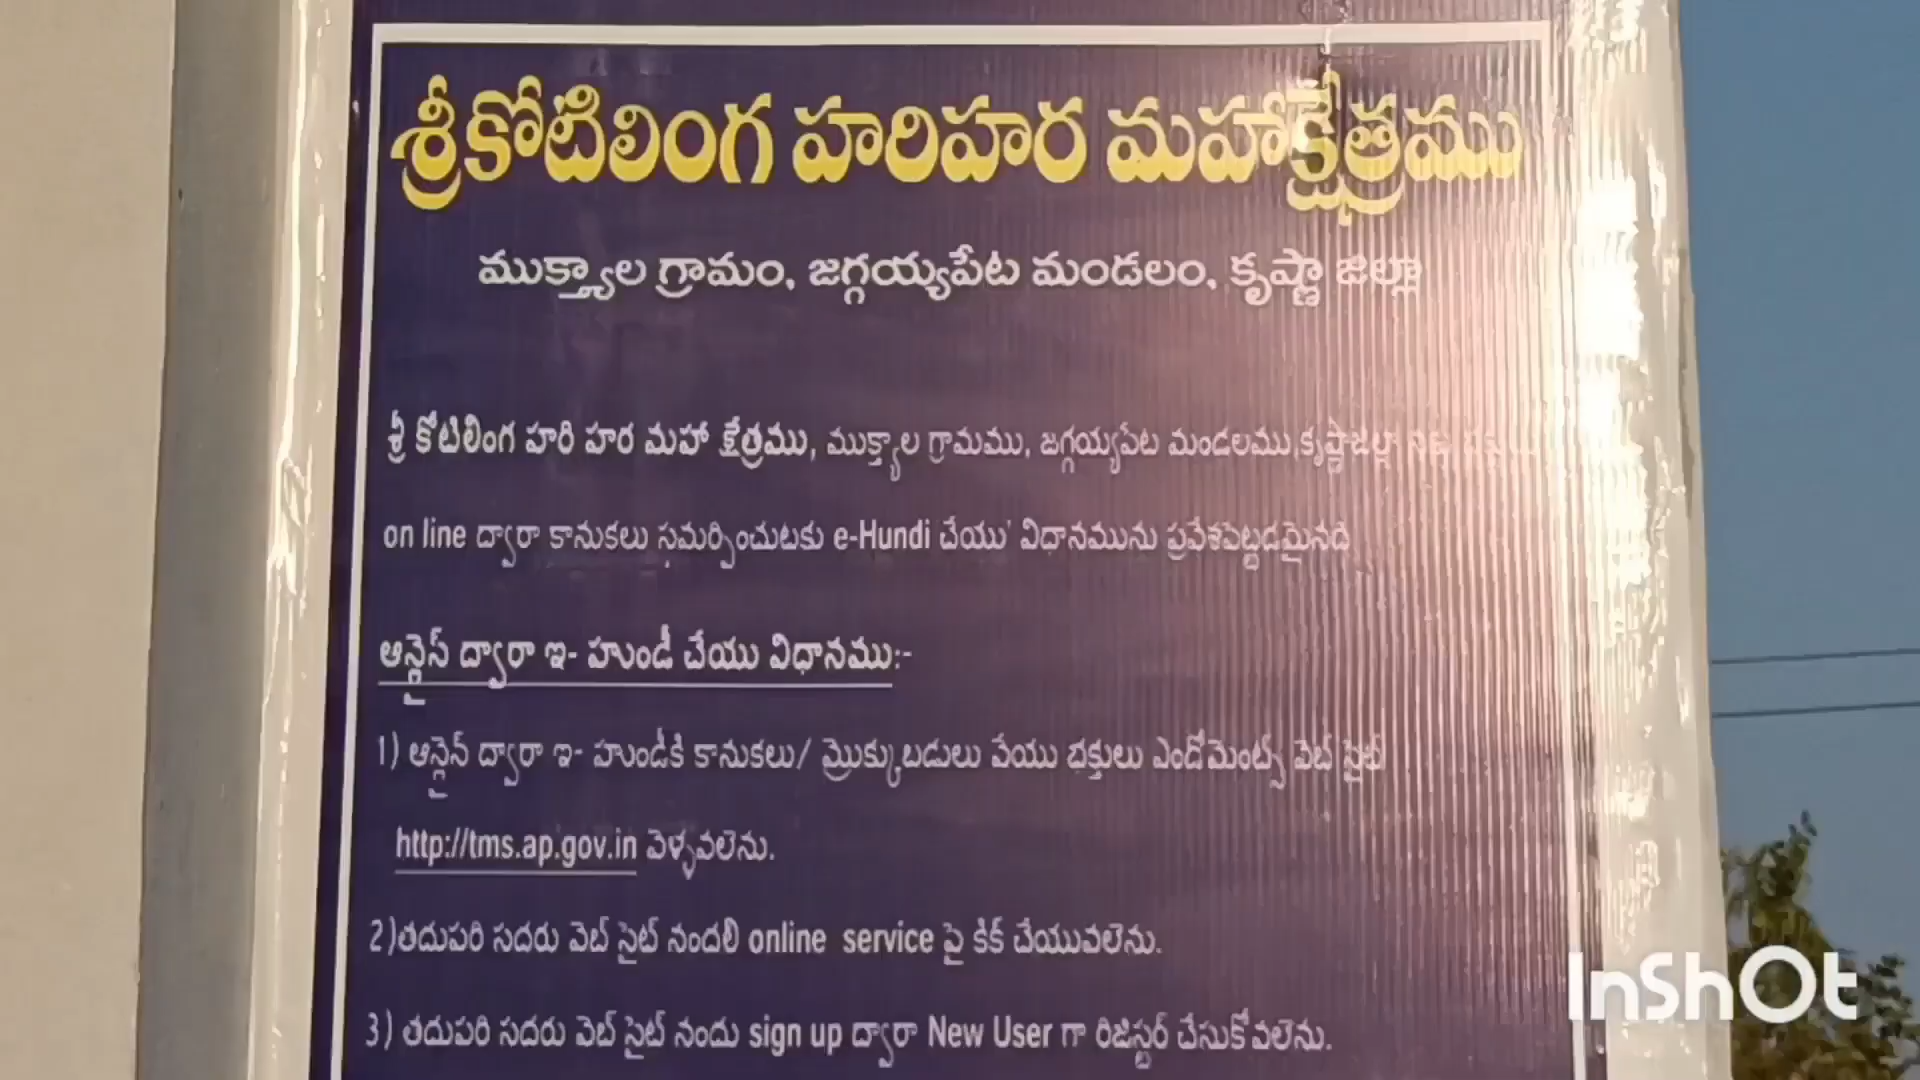 శ్రీకోటిలింగ హరిహర మహాక్షేత్రము
ముక్త్యాల గ్రామం, జగ్గయ్యపేట మండలం, కృష్ణా జిల్లా
శ్రీ కోటిలింగ హరి హర మహా క్షేత్రము, ముక్త్యాల గ్రామము, జగ్గయ్యపేట మండలము,కృష్ణాజిల్లా
on line ద్వారా కానుకలు సమర్పించుటకు e-Hundi చేయు' విధానమును ప్రవేశపెట్టడమైనది
ఆన్లైన్ ద్వారా ఇ- హుండీ చేయు విధానము:-
1) ఆన్లైన్ ద్వారా ఇ- హుండీకి కానుకలు/ మ్రొక్కుబడులు వేయు భక్తులు ఎండోమెంట్స్ వెబ్ సైట్
http://tms.ap.gov.in వెళ్ళవలెను.
2)తదుపరి సదరు వెబ్ సైట్ నందలి online service పై కిక్ చేయువలెను.
3) తదుపరి సదరు వెబ్ సైట్ నందు sign up ద్వారా New User గా రిజిస్టర్ చేసుకోవలెను.
InShOt